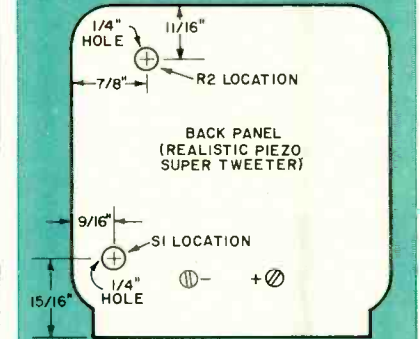 1/4"
HOLE
11/16"
7/8"
R2 LOCATION
BACK PANEL
(REALISTIC PIEZO
SUPER TWEETER)
9/16"
S1 LOCATION
1/4"
HOLE
15/16"
-
+